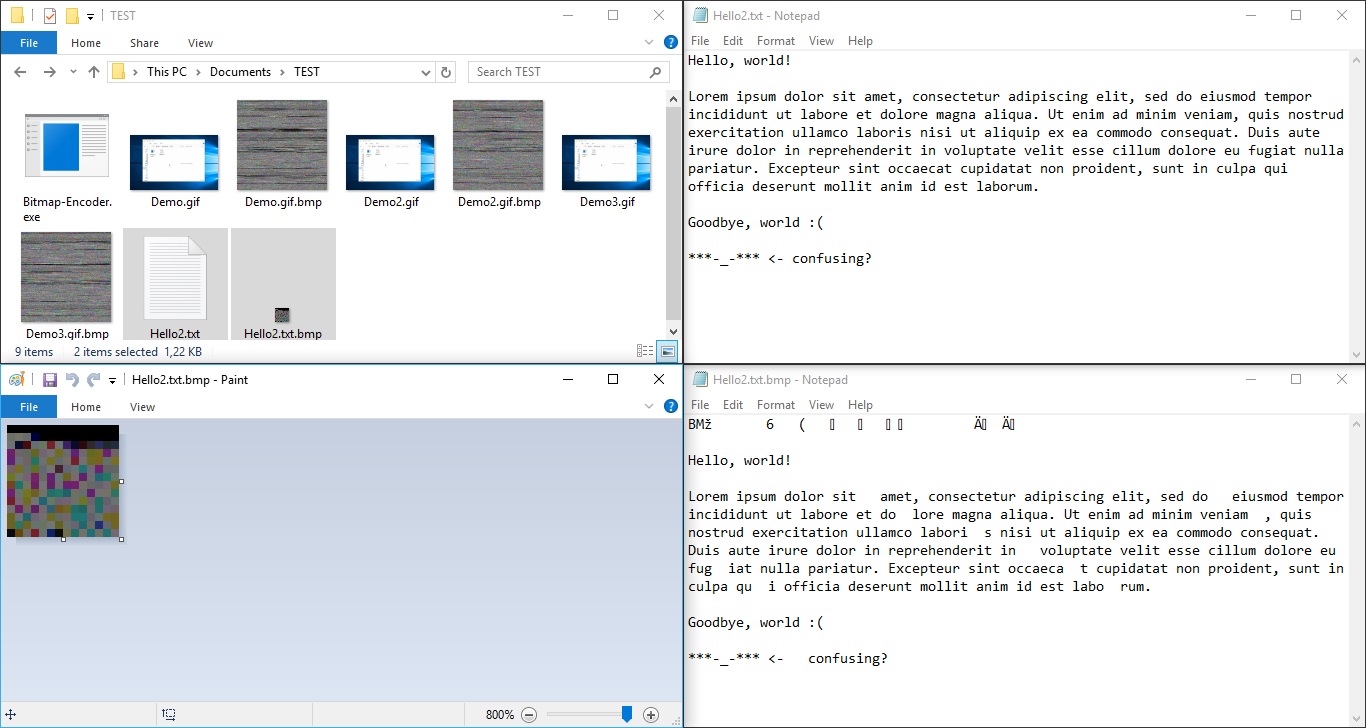 TEST
File Home Share View
This PC Documents TEST
Search TEST
Bitmap-Encoder.exe
Demo.gif
Demo.gif.bmp
Demo2.gif
Demo2.gif.bmp
Demo3.gif
Demo3.gif.bmp
Hello2.txt
Hello2.txt.bmp
9 items 2 items selected 1,22 KB
Hello2.txt - Notepad
File Edit Format View Help
Hello, world!
Lorem ipsum dolor sit amet, consectetur adipiscing elit, sed do eiusmod tempor
incididunt ut labore et dolore magna aliqua. Ut enim ad minim veniam, quis nostrud
exercitation ullamco laboris nisi ut aliquip ex ea commodo consequat. Duis aute
irure dolor in reprehenderit in voluptate velit esse cillum dolore eu fugiat nulla
pariatur. Excepteur sint occaecat cupidatat non proident, sunt in culpa qui
officia deserunt mollit anim id est laborum.
Goodbye, world :(
***-_-*** <- confusing?
Hello2.txt.bmp - Paint
File Home View
800%
Hello2.txt.bmp - Notepad
File Edit Format View Help
BMž 6 ( Ä Ä
Hello, world!
Lorem ipsum dolor sit   amet, consectetur adipiscing elit, sed do   eiusmod tempor
incididunt ut labore et do  lore magna aliqua. Ut enim ad minim veniam  , quis
nostrud exercitation ullamco labori  s nisi ut aliquip ex ea commodo consequat.
Duis aute irure dolor in reprehenderit in   voluptate velit esse cillum dolore eu
fug  iat nulla pariatur. Excepteur sint occaeca  t cupidatat non proident, sunt in
culpa qu  i officia deserunt mollit anim id est labo  rum.
Goodbye, world :(
***-_-*** <-   confusing?